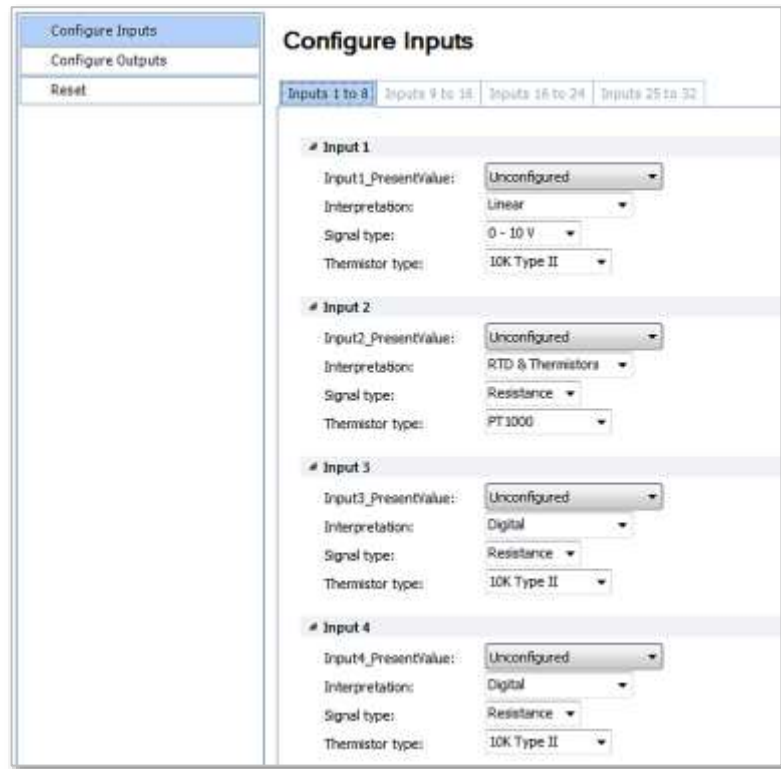 Configure Inputs
Configure Outputs
Reset
Configure Inputs
Inputs 1 to 8 Inputs 9 to 16 Inputs 16 to 24 Inputs 25 to 32
Input 1
Input1_PresentValue: Unconfigured
Interpretation: Linear
Signal type: 0 - 10 V
Thermistor type: 10K Type II
Input 2
Input2_PresentValue: Unconfigured
Interpretation: RTD & Thermistors
Signal type: Resistance
Thermistor type: PT1000
Input 3
Input3_PresentValue: Unconfigured
Interpretation: Digital
Signal type: Resistance
Thermistor type: 10K Type II
Input 4
Input4_PresentValue: Unconfigured
Interpretation: Digital
Signal type: Resistance
Thermistor type: 10K Type II